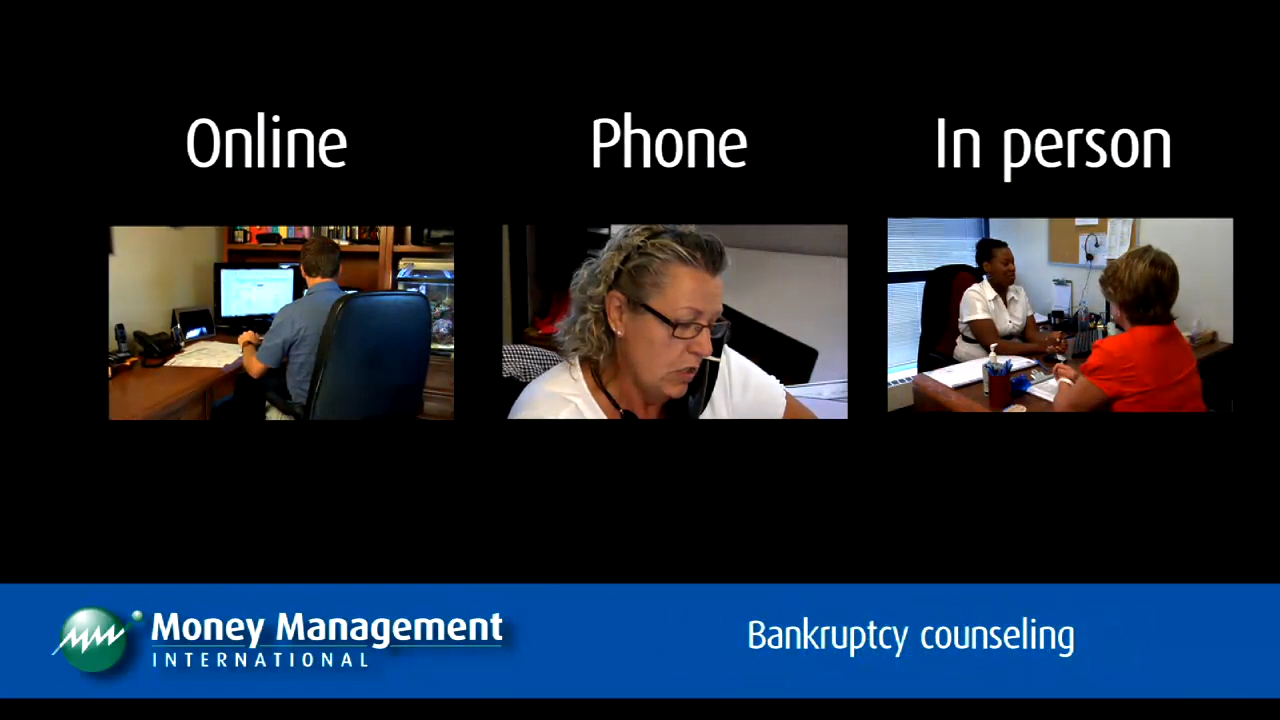 Online
Phone
In person
Money Management
INTERNATIONAL
Bankruptcy counseling